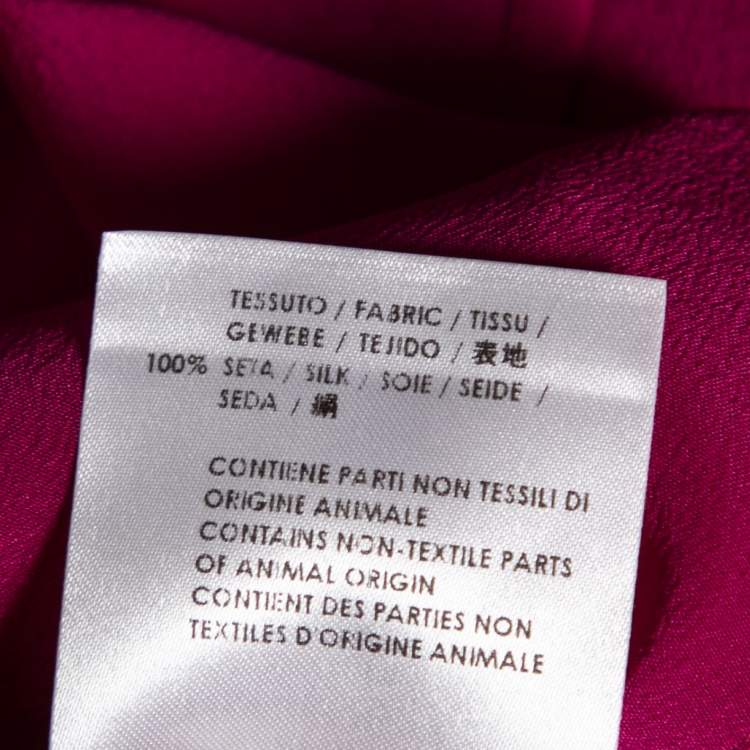 TESSUTO / FABRIC / TISSU /
GEWEBE / TEJIDO / 表地
100% SETA / SILK / SOIE / SEIDE /
SEDA / 絹
CONTIENE PARTI NON TESSILI DI
ORIGINE ANIMALE
CONTAINS NON-TEXTILE PARTS
OF ANIMAL ORIGIN
CONTIENT DES PARTIES NON
TEXTILES D'ORIGINE ANIMALE